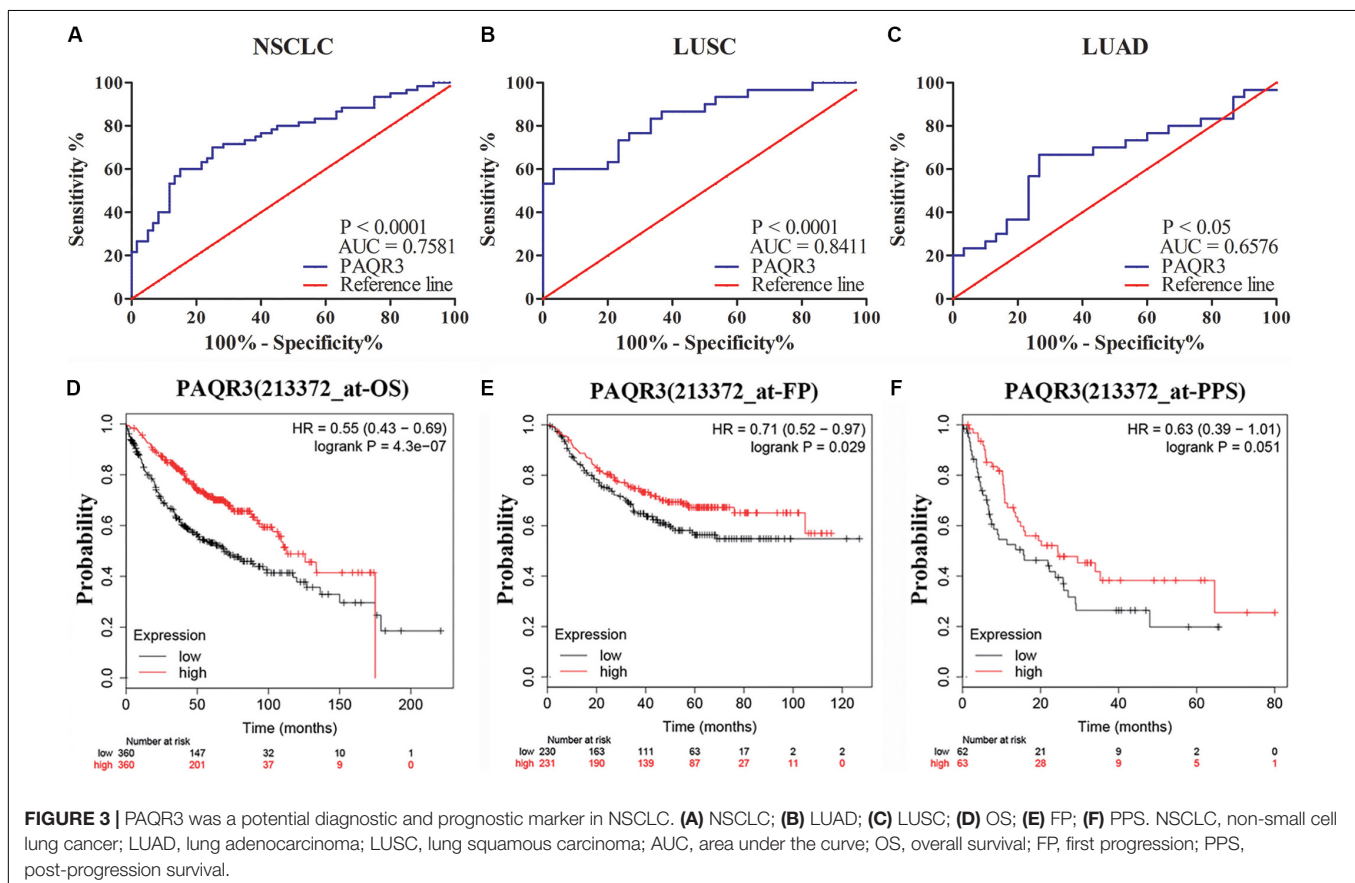 A
NSCLC
Sensitivity %
100
80
60
40
20
0
P < 0.0001
AUC = 0.7581
PAQR3
Reference line
0 20 40 60 80 100
100% - Specificity%
B
LUSC
Sensitivity %
100
80
60
40
20
0
P < 0.0001
AUC = 0.8411
PAQR3
Reference line
0 20 40 60 80 100
100% - Specificity%
C
LUAD
Sensitivity %
100
80
60
40
20
0
P < 0.05
AUC = 0.6576
PAQR3
Reference line
0 20 40 60 80 100
100% - Specificity%
D
PAQR3(213372_at-OS)
HR = 0.55 (0.43 − 0.69)
logrank P = 4.3e−07
Probability
1.0
0.8
0.6
0.4
0.2
0.0
Expression
low
high
0 50 100 150 200
Time (months)
Number at risk
low 360 147 32 10 1
high 360 201 37 9 0
E
PAQR3(213372_at-FP)
HR = 0.71 (0.52 − 0.97)
logrank P = 0.029
Probability
1.0
0.8
0.6
0.4
0.2
0.0
Expression
low
high
0 20 40 60 80 100 120
Time (months)
Number at risk
low 230 163 111 63 17 2 2
high 231 190 139 87 27 11 0
F
PAQR3(213372_at-PPS)
HR = 0.63 (0.39 − 1.01)
logrank P = 0.051
Probability
1.0
0.8
0.6
0.4
0.2
0.0
Expression
low
high
0 20 40 60 80
Time (months)
Number at risk
low 62 21 9 2 0
high 63 28 9 5 1
FIGURE 3 | PAQR3 was a potential diagnostic and prognostic marker in NSCLC. (A) NSCLC; (B) LUAD; (C) LUSC; (D) OS; (E) FP; (F) PPS. NSCLC, non-small cell
lung cancer; LUAD, lung adenocarcinoma; LUSC, lung squamous carcinoma; AUC, area under the curve; OS, overall survival; FP, first progression; PPS,
post-progression survival.